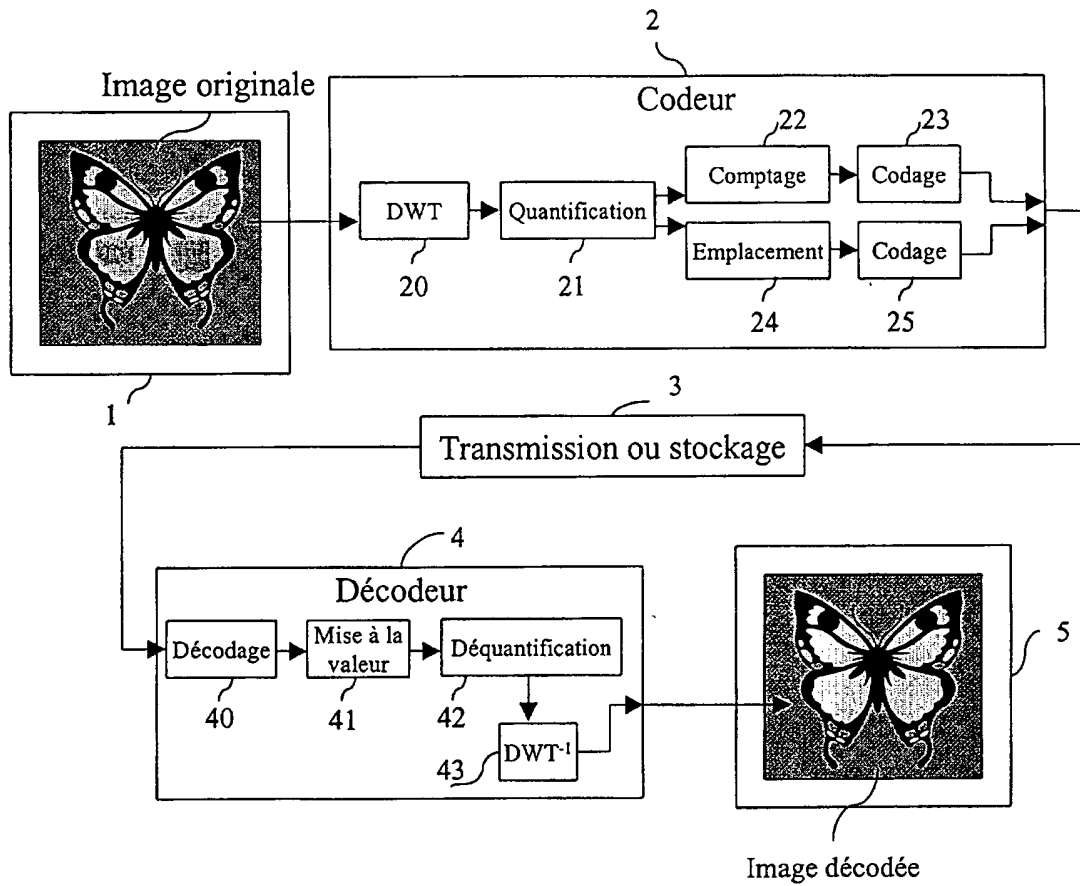 2
Image originale
Codeur
22
23
Comptage
Codage
DWT
Quantification
Emplacement
Codage
20
21
24
25
1
3
Transmission ou stockage
4
Décodeur
5
Décodage
Mise à la
valeur
Déquantification
40
41
42
43
DWT-1
Image décodée